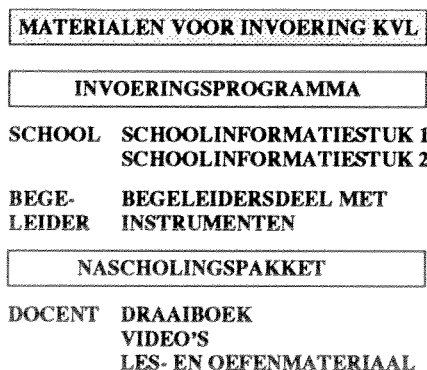 MATERIALEN VOOR INVOERING KVL
INVOERINGSPROGRAMMA
SCHOOL SCHOOLINFORMATIESTUK 1
SCHOOLINFORMATIESTUK 2
BEGE- BEGELEIDERSDEEL MET
LEIDER INSTRUMENTEN
NASCHOLINGSPAKKET
DOCENT DRAAIBOEK
VIDEO'S
LES- EN OEFENMATERIAAL